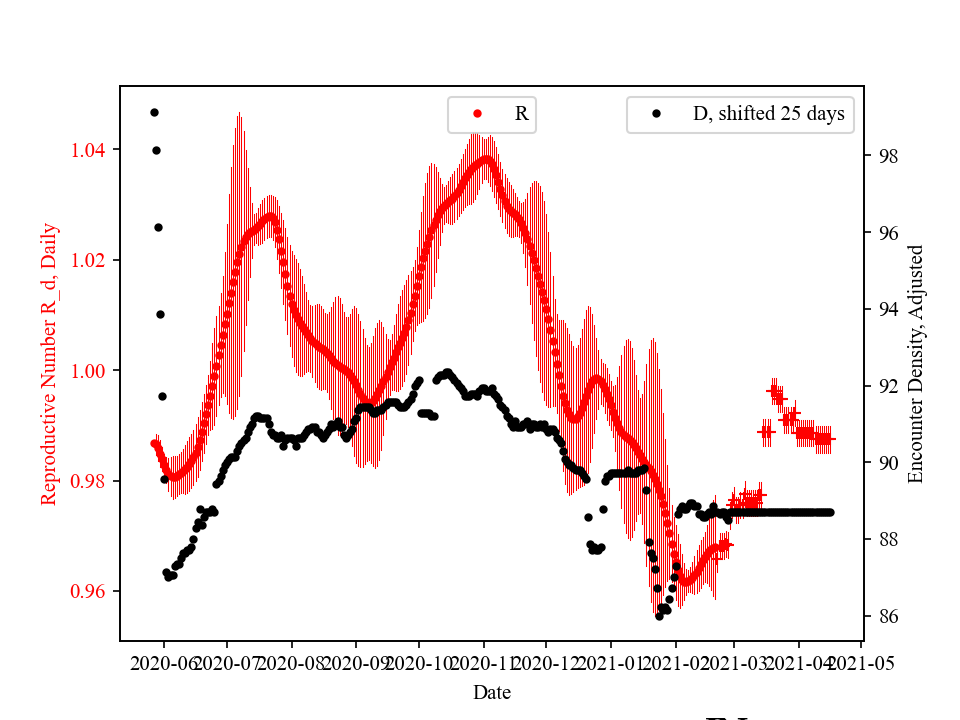 R
D, shifted 25 days
1.04
1.02
1.00
0.98
0.96
Reproductive Number R_d, Daily
98
96
94
92
90
88
86
Encounter Density, Adjusted
2020-06 2020-07 2020-08 2020-09 2020-10 2020-11 2020-12 2021-01 2021-02 2021-03 2021-04 2021-05
Date